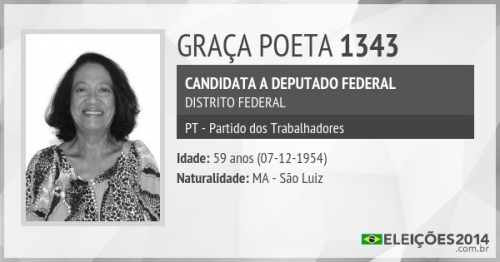 GRAÇA POETA 1343
CANDIDATA A DEPUTADO FEDERAL
DISTRITO FEDERAL
PT - Partido dos Trabalhadores
Idade: 59 anos (07-12-1954)
Naturalidade: MA - São Luiz
ELEIÇÕES2014
.com.br